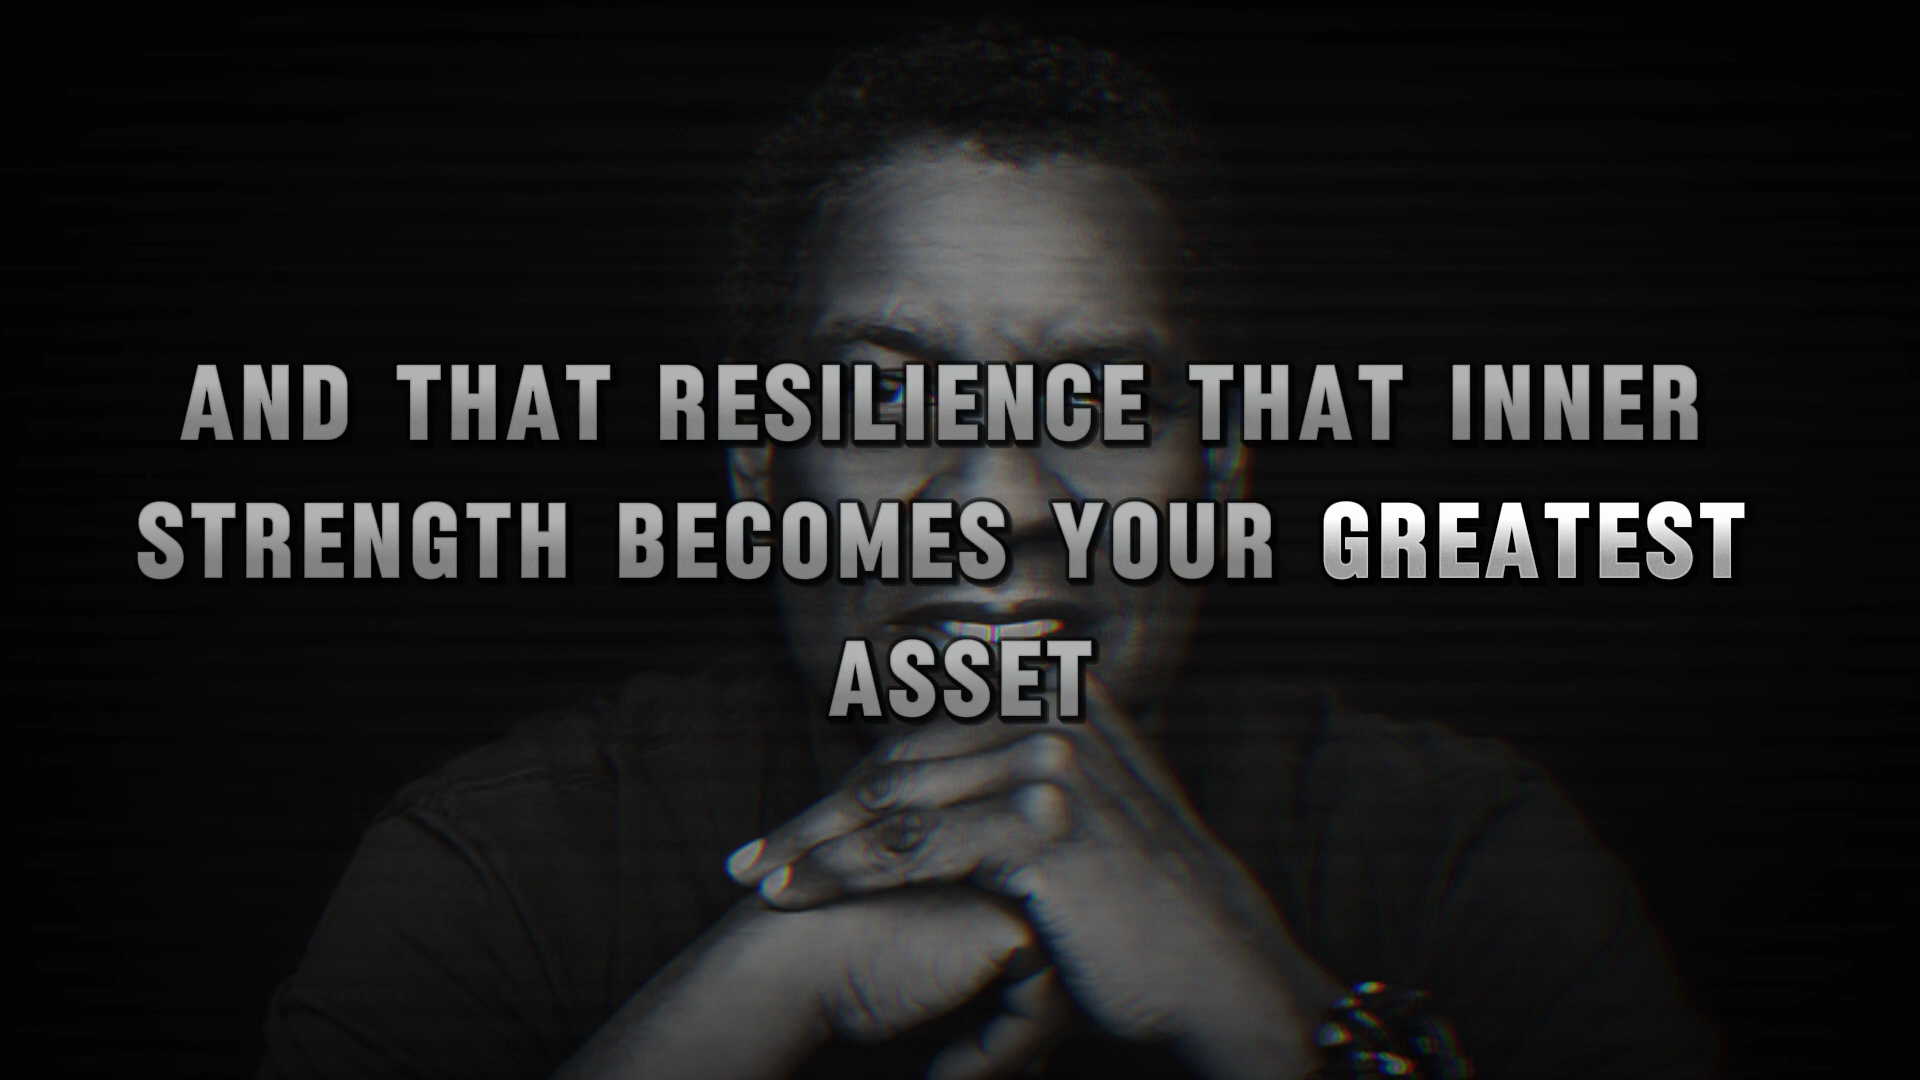 AND THAT RESILIENCE THAT INNER
STRENGTH BECOMES YOUR GREATEST
ASSET